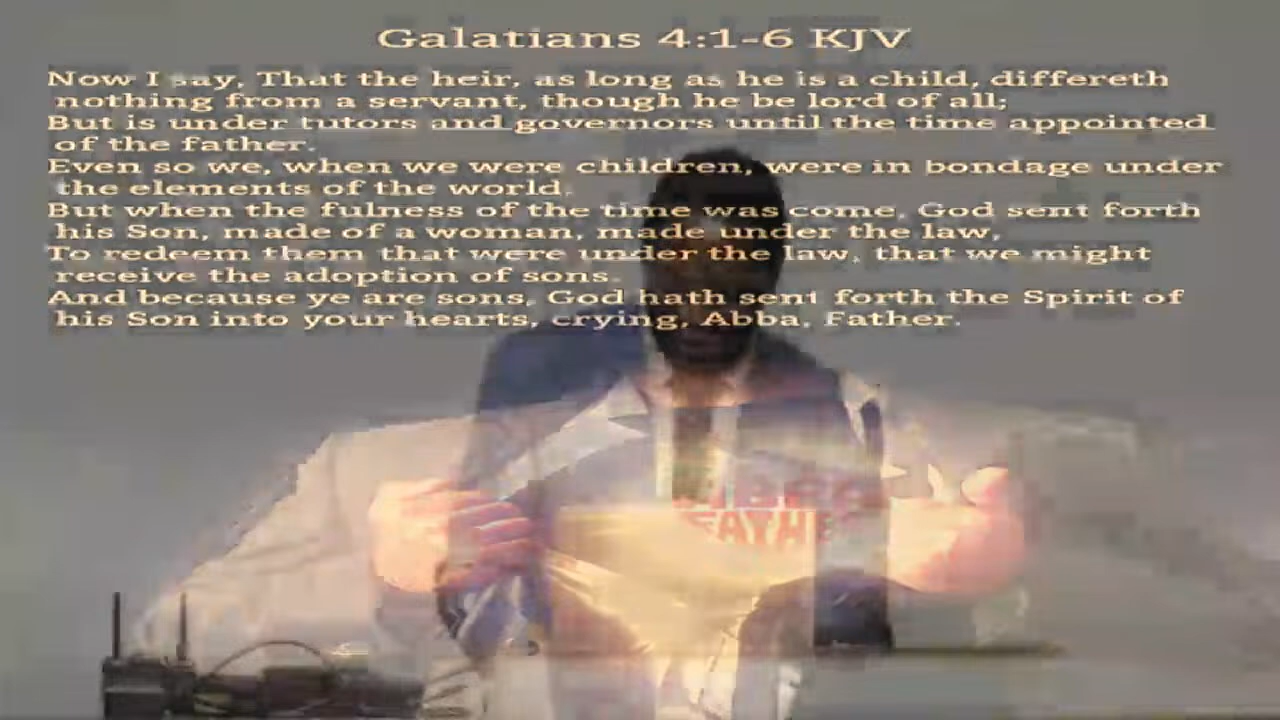 Galatians 4:1-6 KJV
Now I say, That the heir, as long as he is a child, differeth
nothing from a servant, though he be lord of all;
But is under tutors and governors until the time appointed
of the father.
Even so we, when we were children, were in bondage under
the elements of the world.
But when the fulness of the time was come, God sent forth
his Son, made of a woman, made under the law,
To redeem them that were under the law, that we might
receive the adoption of sons.
And because ye are sons, God hath sent forth the Spirit of
his Son into your hearts, crying, Abba, Father.